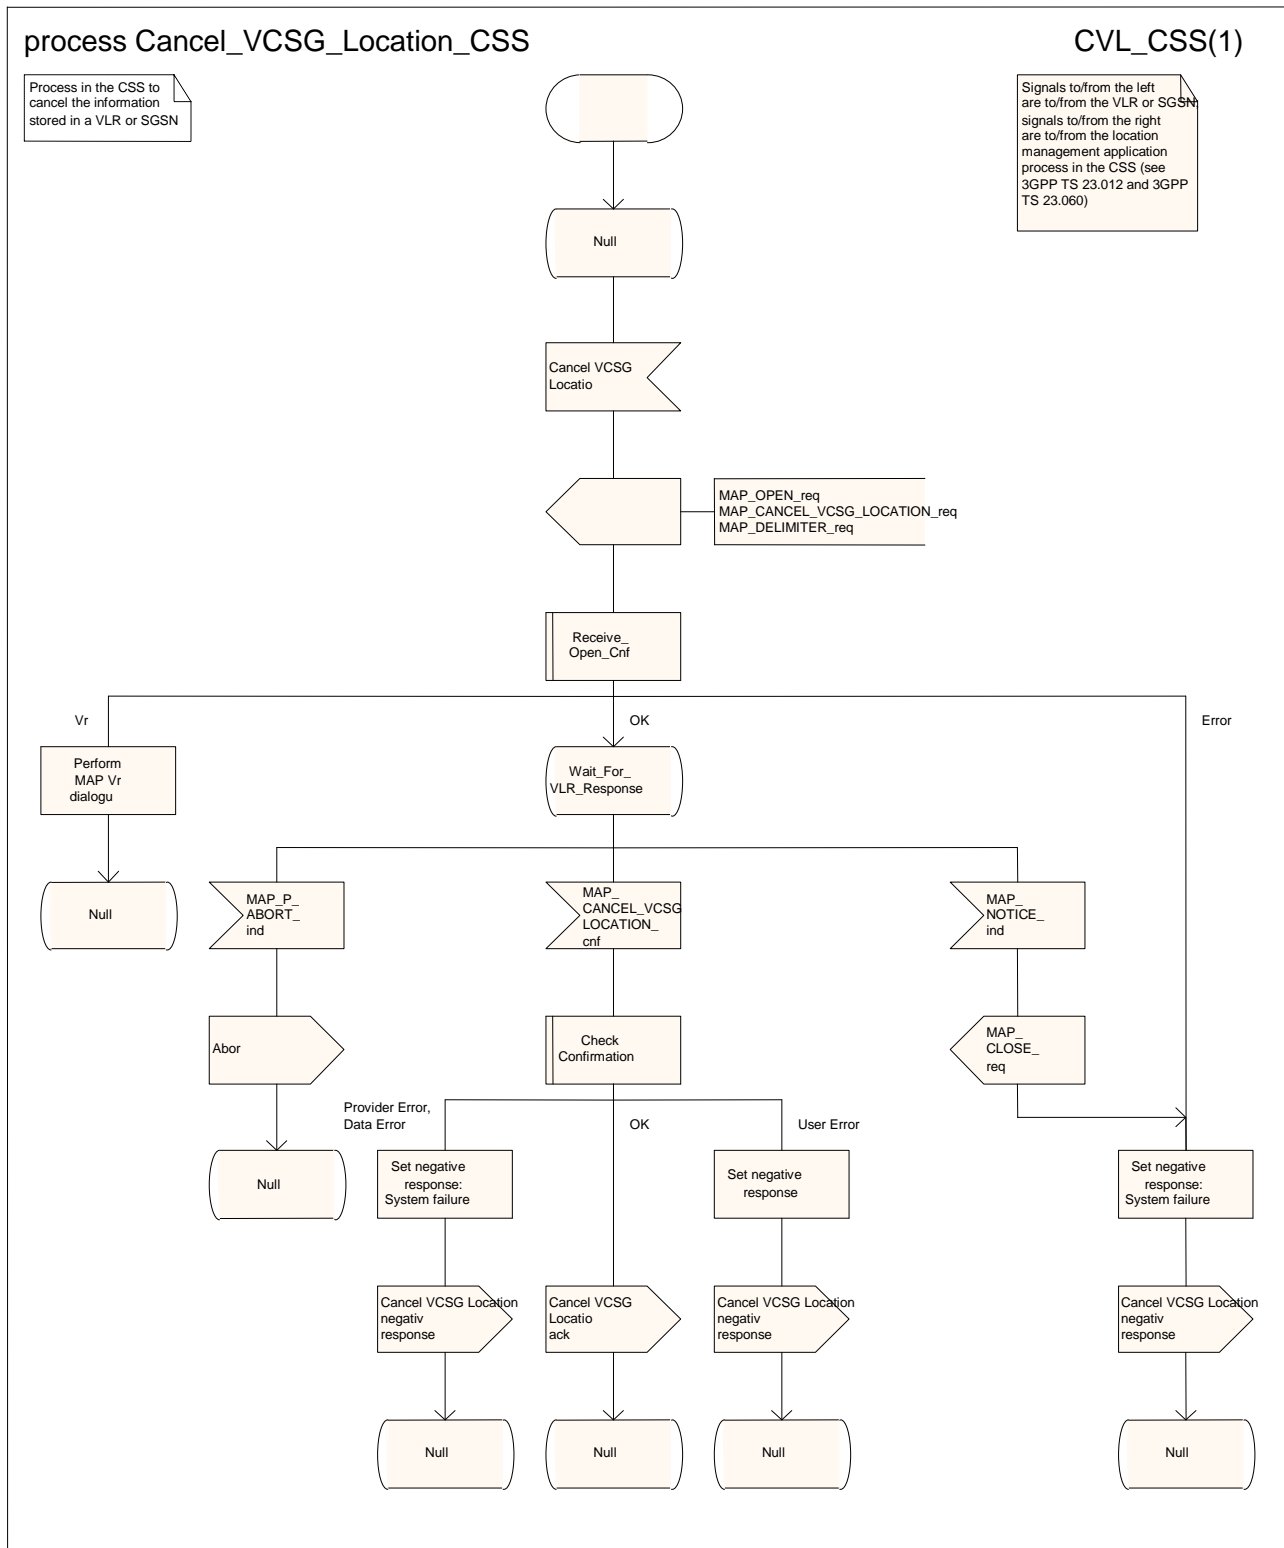 process Cancel_VCSG_Location_CSS
CVL_CSS(1)
Process in the CSS to
cancel the information
stored in a VLR or SGSN
Signals to/from the left
are to/from the VLR or SGSN;
signals to/from the right
are to/from the location
management application
process in the CSS (see
3GPP TS 23.012 and 3GPP
TS 23.060)
Null
Cancel VCSG
Locatio
MAP_OPEN_req
MAP_CANCEL_VCSG_LOCATION_req
MAP_DELIMITER_req
Receive_
Open_Cnf
Vr
OK
Error
Perform
MAP Vr
dialogu
Wait_For_
VLR_Response
Null
MAP_P_
ABORT_
ind
MAP_
CANCEL_VCSG
LOCATION_
cnf
MAP_
NOTICE_
ind
Abor
Check
Confirmation
MAP_
CLOSE_
req
Provider Error,
Data Error
OK
User Error
Null
Set negative
response:
System failure
Set negative
response
Set negative
response:
System failure
Cancel VCSG Location
negativ
response
Cancel VCSG
Locatio
ack
Cancel VCSG Location
negativ
response
Cancel VCSG Location
negativ
response
Null
Null
Null
Null